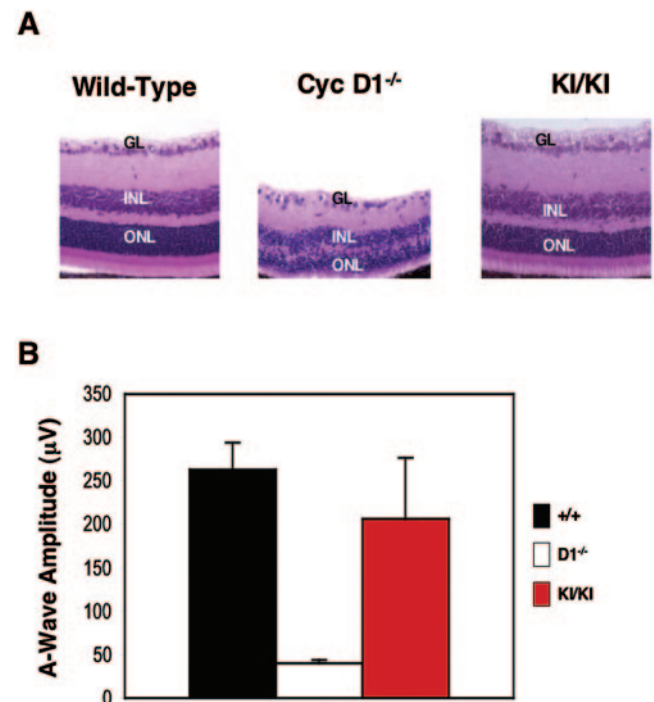 A
Wild-Type
Cyc D1-/-
KI/KI
GL
INL
ONL
GL
INL
ONL
GL
INL
ONL
B
A-Wave Amplitude (µV)
350
300
250
200
150
100
50
0
+/+
D1-/-
KI/KI